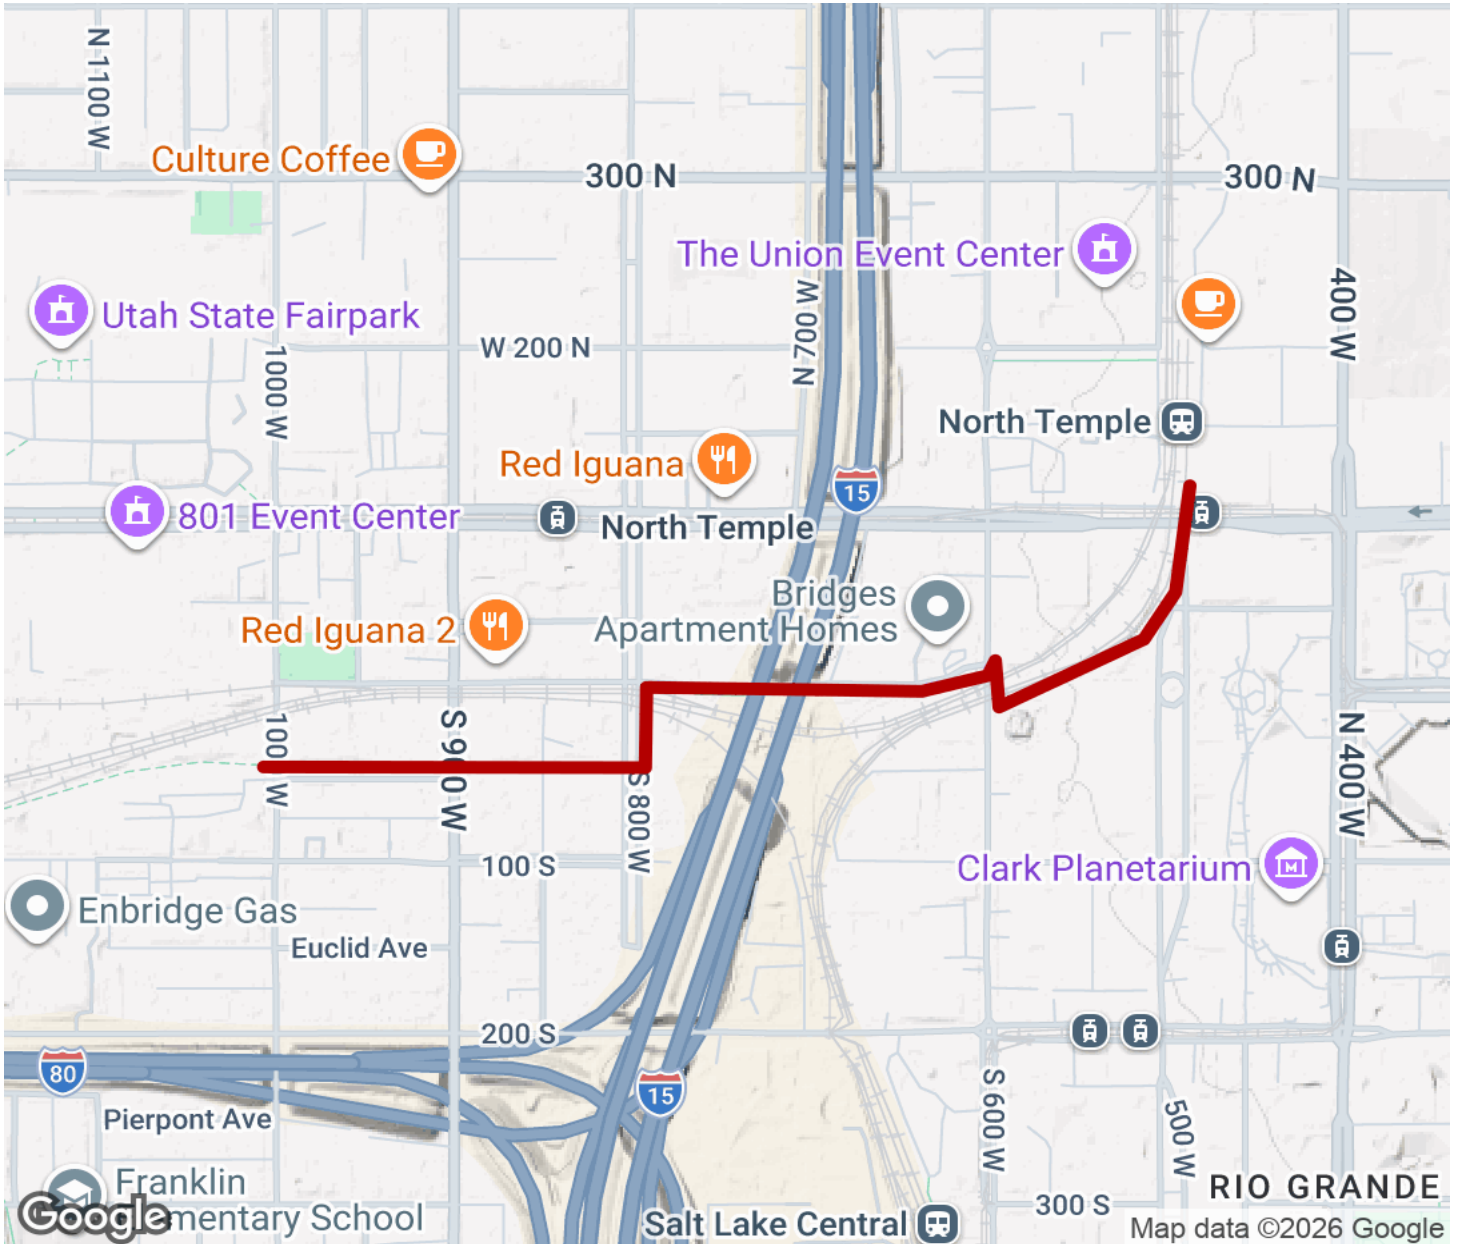 N 1100 W
Culture Coffee
300 N
300 N
The Union Event Center
Utah State Fairpark
400 W
N 700 W
W 200 N
1000 W
North Temple
Red Iguana
15
801 Event Center
North Temple
Bridges
Apartment Homes
Red Iguana 2
100 W
S 900 W
N 400 W
S 800 W
100 S
Clark Planetarium
Enbridge Gas
Euclid Ave
200 S
80
15
Pierpont Ave
S 600 W
500 W
Franklin
Elementary School
RIO GRANDE
300 S
Salt Lake Central
Google
Map data ©2026 Google